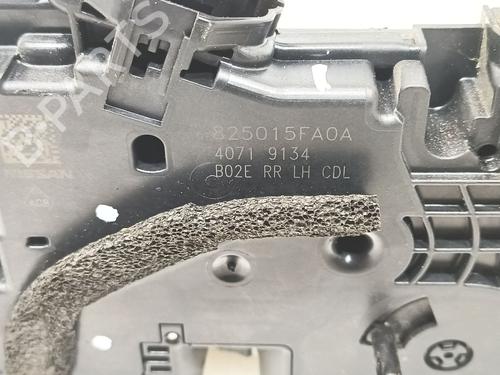 825015FA0A
4071 9134
B02E RR LH CDL
NISSAN
B-PARTS